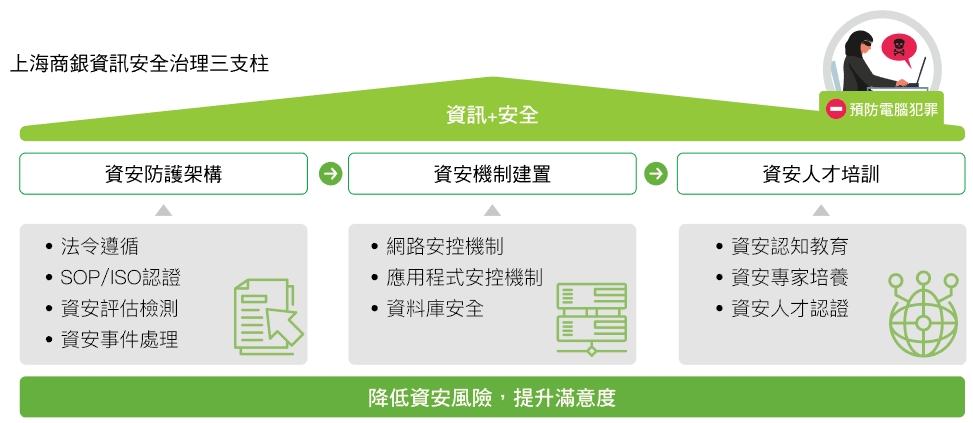 上海商銀資訊安全治理三支柱
資訊+安全
預防電腦犯罪
資安防護架構
資安機制建置
資安人才培訓
• 法令遵循
• SOP/ISO認證
• 資安評估檢測
• 資安事件處理
• 網路安控機制
• 應用程式安控機制
• 資料庫安全
• 資安認知教育
• 資安專家培養
• 資安人才認證
降低資安風險，提升滿意度